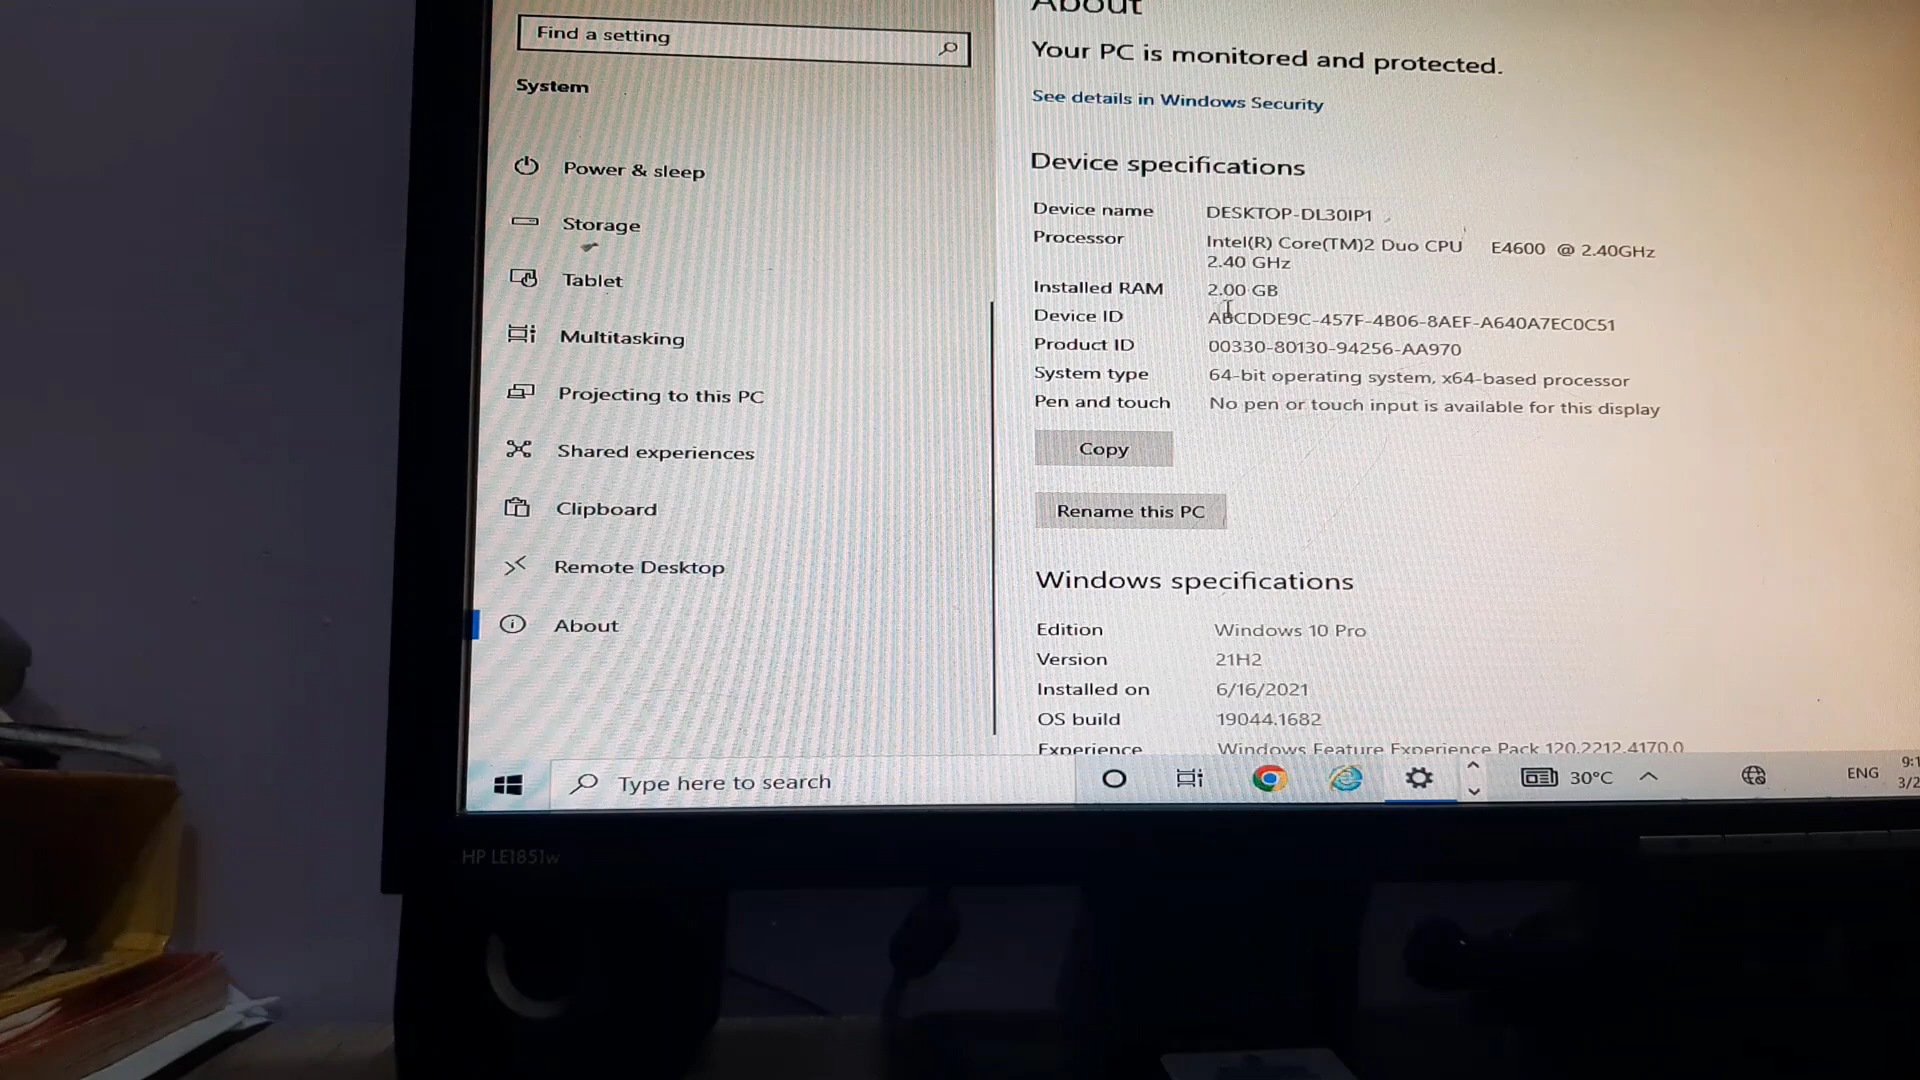 About
Find a setting
Your PC is monitored and protected.
System
See details in Windows Security
Power & sleep
Storage
Tablet
Multitasking
Projecting to this PC
Shared experiences
Clipboard
Remote Desktop
About
Device specifications
Device name DESKTOP-DL30IP1
Processor Intel(R) Core(TM)2 Duo CPU E4600 @ 2.40GHz
2.40 GHz
Installed RAM 2.00 GB
Device ID ABCDDE9C-457F-4B06-8AEF-A640A7EC0C51
Product ID 00330-80130-94256-AA970
System type 64-bit operating system, x64-based processor
Pen and touch No pen or touch input is available for this display
Copy
Rename this PC
Windows specifications
Edition Windows 10 Pro
Version 21H2
Installed on 6/16/2021
OS build 19044.1682
Experience Windows Feature Experience Pack 120.2212.4170.0
Type here to search
30°C
ENG
9:1
3/2
HP LE1851w